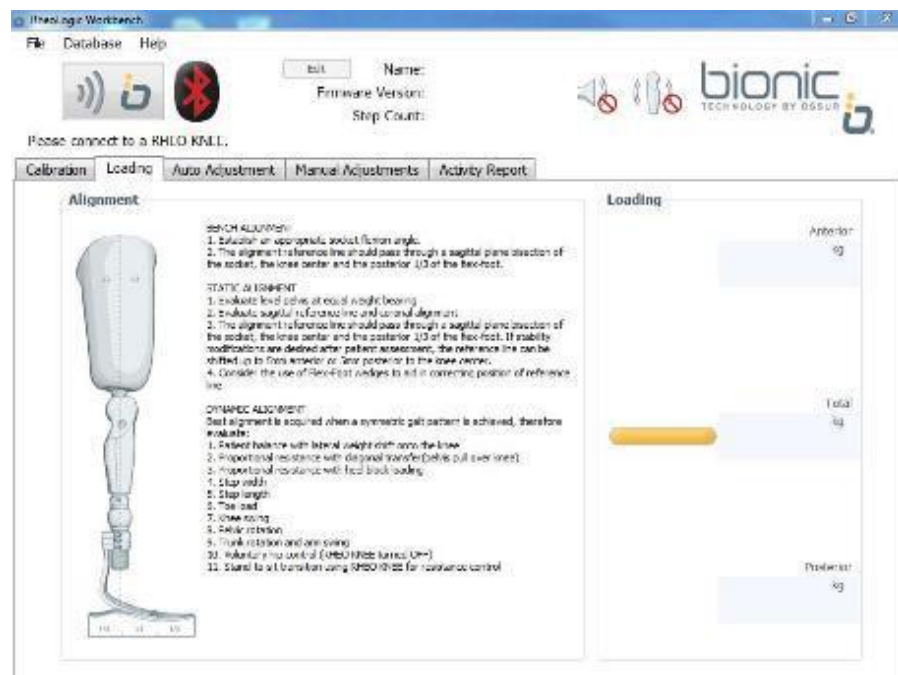 RheoLogic Workbench
File Database Help
Edit Name:
Firmware Version:
Step Count:
bionic
TECHNOLOGY BY OSSUR
Please connect to a RHEO KNEE.
Calibration Loading Auto Adjustment Manual Adjustments Activity Report
Alignment
BENCH ALIGNMENT
1. Establish an appropriate socket flexion angle.
2. The alignment reference line should pass through a sagittal plane bisection of
the socket, the knee center and the posterior 1/3 of the flex-foot.
STATIC ALIGNMENT
1. Evaluate level pelvis at equal weight bearing
2. Evaluate sagittal reference line and coronal alignment
3. The alignment reference line should pass through a sagittal plane bisection of
the socket, the knee center and the posterior 1/3 of the flex-foot. If stability
modifications are desired after patient assessment, the reference line can be
shifted up to 5mm anterior or 5mm posterior to the knee center.
4. Consider the use of Flex-Foot wedges to aid in correcting position of reference
line
DYNAMIC ALIGNMENT
Best alignment is acquired when a symmetric gait pattern is achieved, therefore
evaluate:
1. Patient balance with lateral weight shift onto the knee
2. Proportional resistance with diagonal transfer(pelvis pull over knee)
3. Proportional resistance with heel block loading
4. Step width
5. Step length
6. Toe load
7. Knee swing
8. Pelvic rotation
9. Trunk rotation and arm swing
10. Voluntary hip control (RHEO KNEE turned OFF)
11. Stand to sit transition using RHEO KNEE for resistance control
Loading
Anterior
kg
Total
kg
Posterior
kg